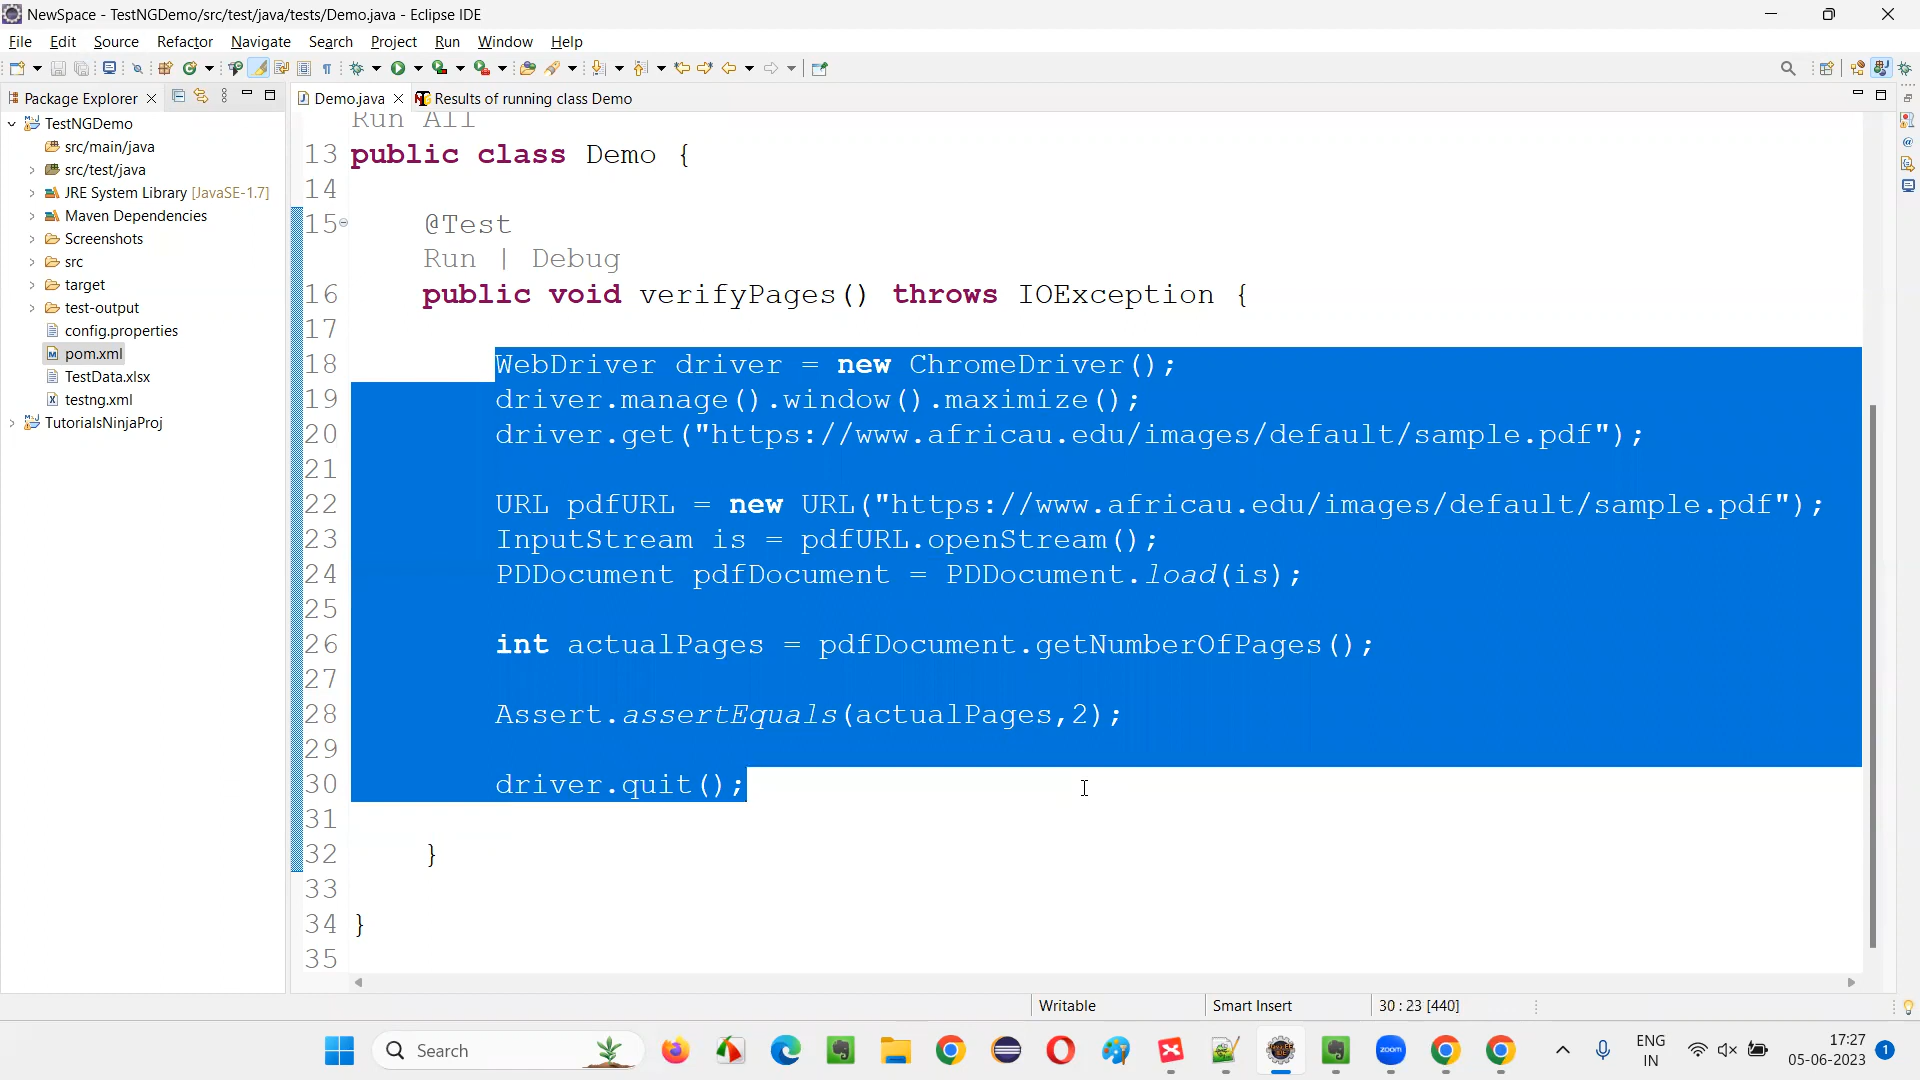 NewSpace - TestNGDemo/src/test/java/tests/Demo.java - Eclipse IDE
File Edit Source Refactor Navigate Search Project Run Window Help
Package Explorer
Demo.java
Results of running class Demo
TestNGDemo
src/main/java
src/test/java
JRE System Library [JavaSE-1.7]
Maven Dependencies
Screenshots
src
target
test-output
config.properties
pom.xml
TestData.xlsx
testng.xml
TutorialsNinjaProj
Run All
13 public class Demo {
14
15 @Test
Run | Debug
16 public void verifyPages() throws IOException {
17
18 WebDriver driver = new ChromeDriver();
19 driver.manage().window().maximize();
20 driver.get("https://www.africau.edu/images/default/sample.pdf");
21
22 URL pdfURL = new URL("https://www.africau.edu/images/default/sample.pdf");
23 InputStream is = pdfURL.openStream();
24 PDDocument pdfDocument = PDDocument.load(is);
25
26 int actualPages = pdfDocument.getNumberOfPages();
27
28 Assert.assertEquals(actualPages,2);
29
30 driver.quit();
31
32 }
33
34 }
35
Writable
Smart Insert
30 : 23 [440]
Search
zoom
ENG
IN
17:27
05-06-2023
1